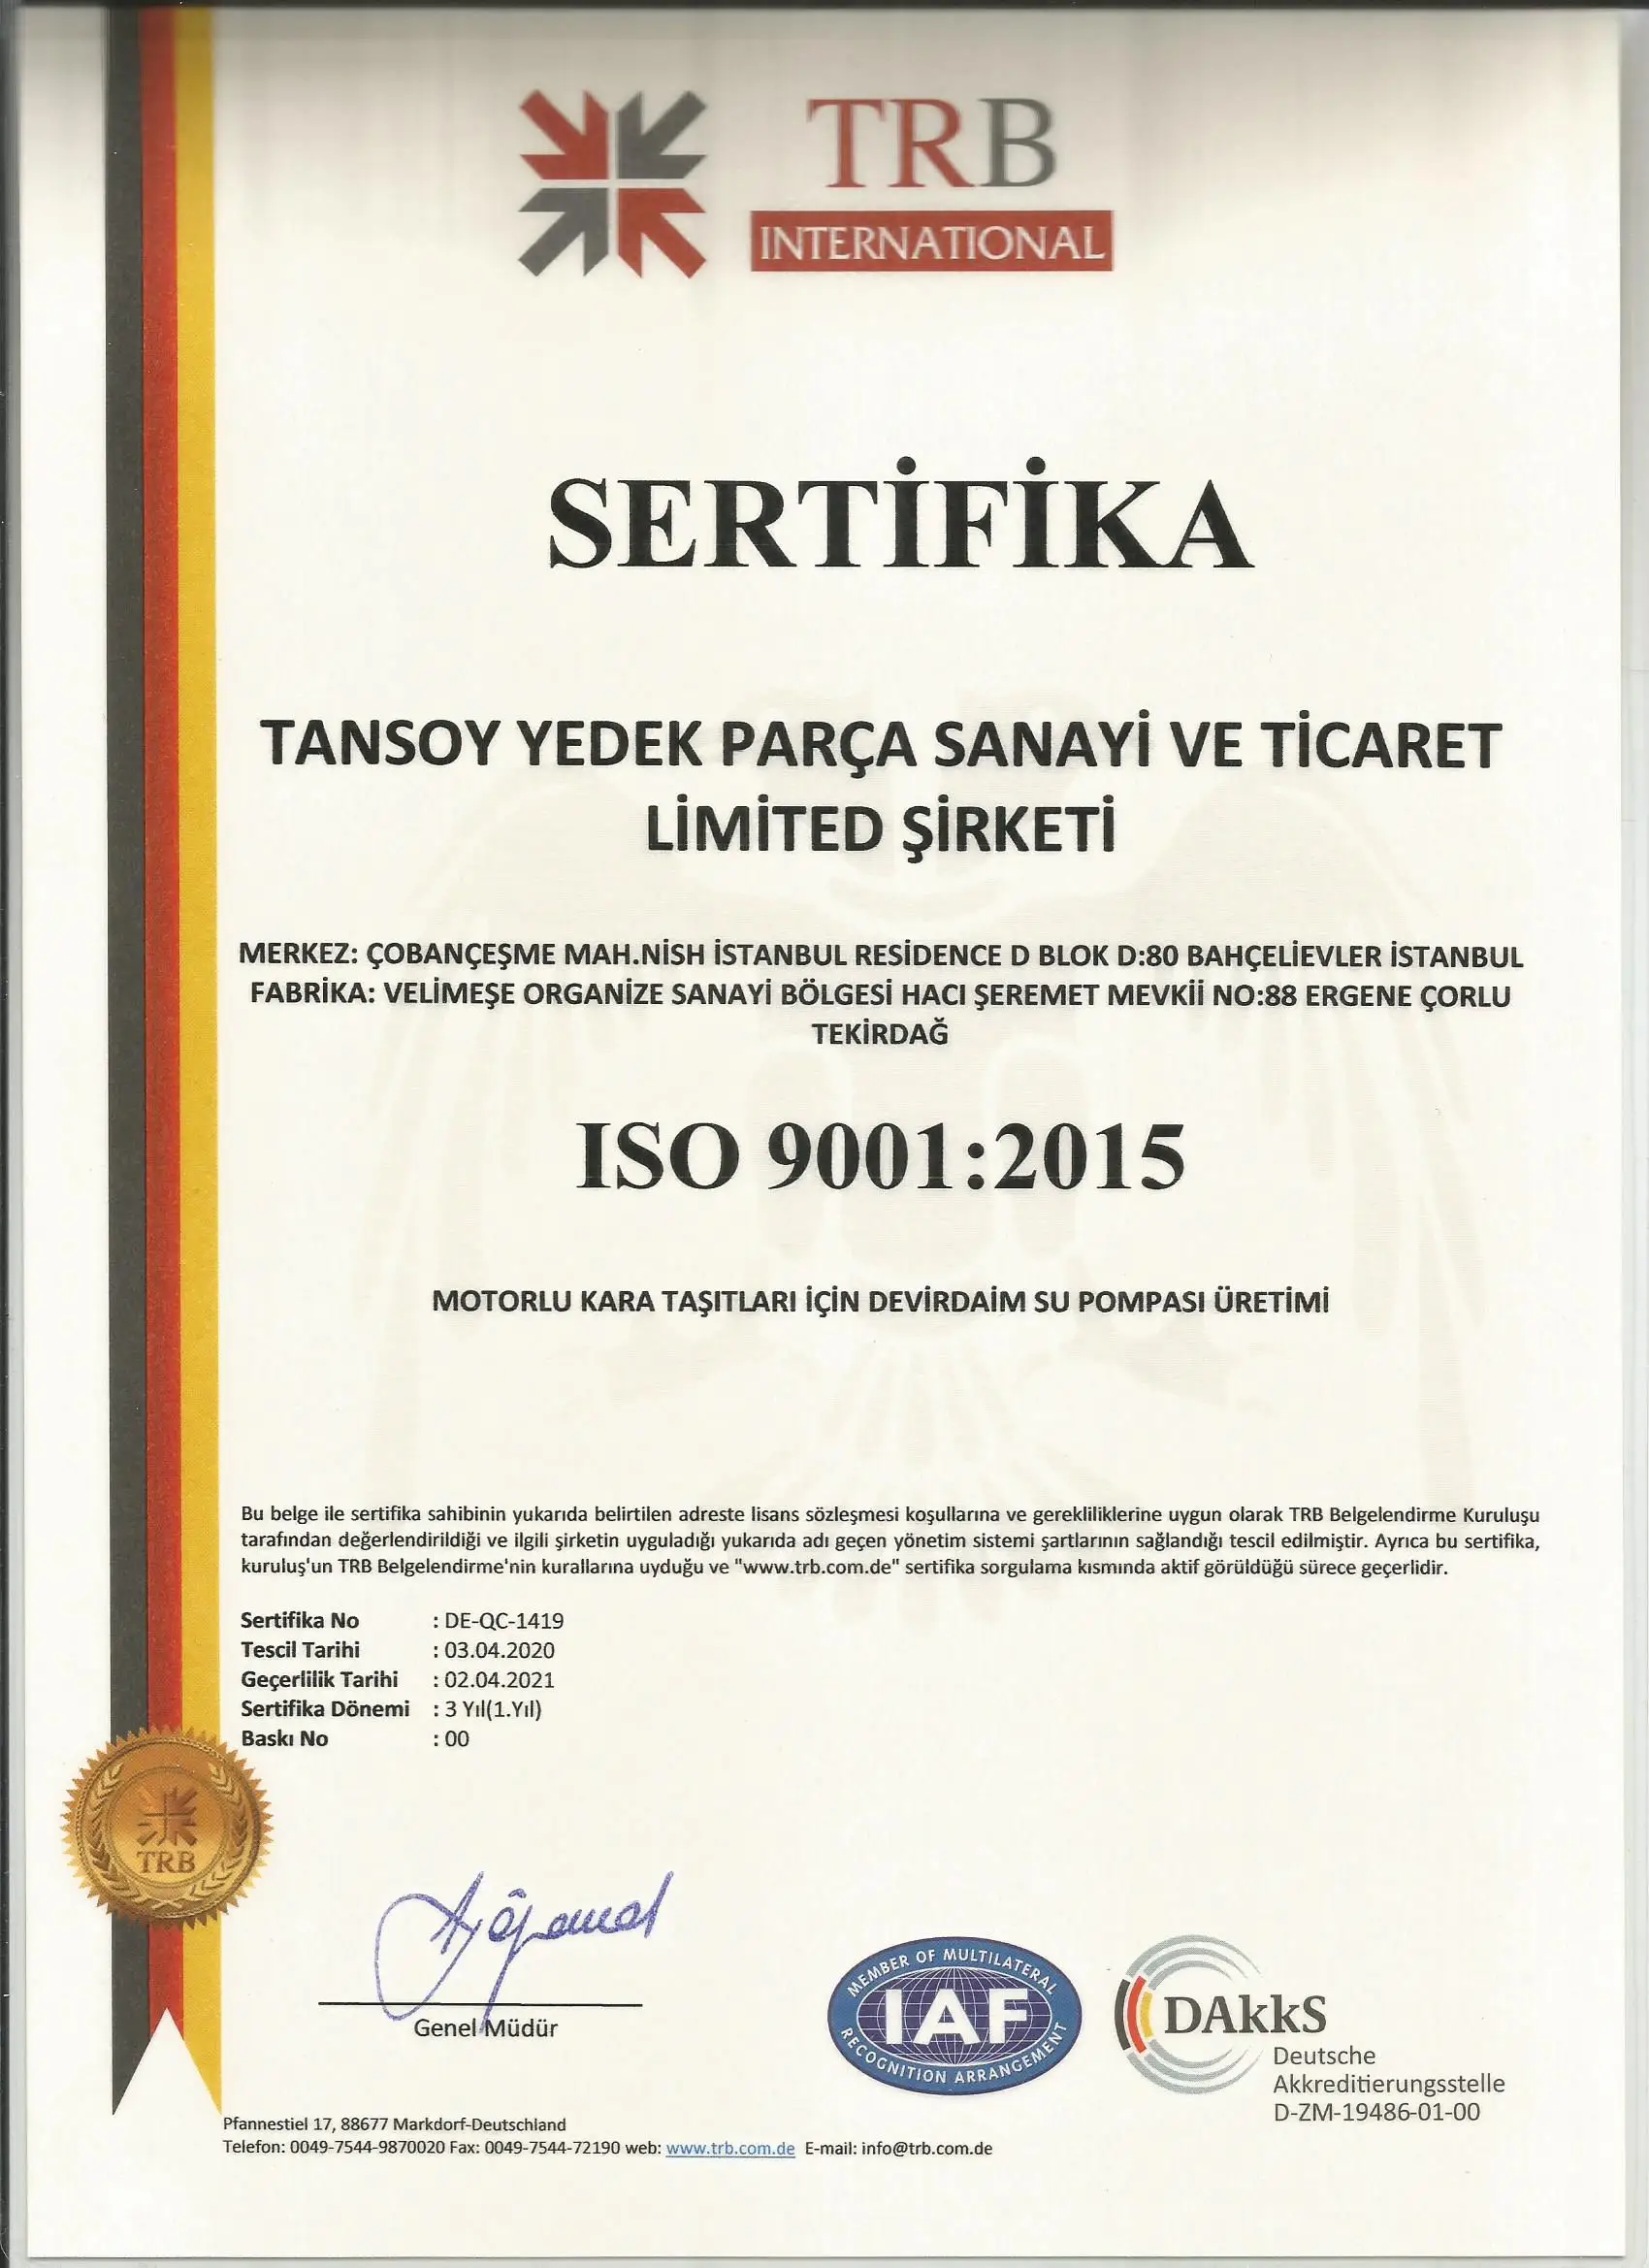 TRB
INTERNATIONAL
SERTİFİKA
TANSOY YEDEK PARÇA SANAYİ VE TİCARET
LİMİTED ŞİRKETİ
MERKEZ: ÇOBANÇEŞME MAH.NİSH İSTANBUL RESİDENCE D BLOK D:80 BAHÇELİEVLER İSTANBUL
FABRİKA: VELİMEŞE ORGANİZE SANAYİ BÖLGESİ HACI ŞEREMET MEVKİİ NO:88 ERGENE ÇORLU
TEKİRDAĞ
ISO 9001:2015
MOTORLU KARA TAŞITLARI İÇİN DEVİRDAİM SU POMPASI ÜRETİMİ
Bu belge ile sertifika sahibinin yukarıda belirtilen adreste lisans sözleşmesi koşullarına ve gerekliliklerine uygun olarak TRB Belgelendirme Kuruluşu
tarafından değerlendirildiği ve ilgili şirketin uyguladığı yukarıda adı geçen yönetim sistemi şartlarının sağlandığı tescil edilmiştir. Ayrıca bu sertifika,
kuruluş'un TRB Belgelendirme'nin kurallarına uyduğu ve "www.trb.com.de" sertifika sorgulama kısmında aktif görüldüğü sürece geçerlidir.
Sertifika No : DE-QC-1419
Tescil Tarihi : 03.04.2020
Geçerlilik Tarihi : 02.04.2021
Sertifika Dönemi : 3 Yıl(1.Yıl)
Baskı No : 00
TRB
Genel Müdür
MEMBER OF MULTILATERAL
IAF
RECOGNITION ARRANGEMENT
DAkkS
Deutsche
Akkreditierungsstelle
D-ZM-19486-01-00
Pfannestiel 17, 88677 Markdorf-Deutschland
Telefon: 0049-7544-9870020 Fax: 0049-7544-72190 web: www.trb.com.de E-mail: info@trb.com.de